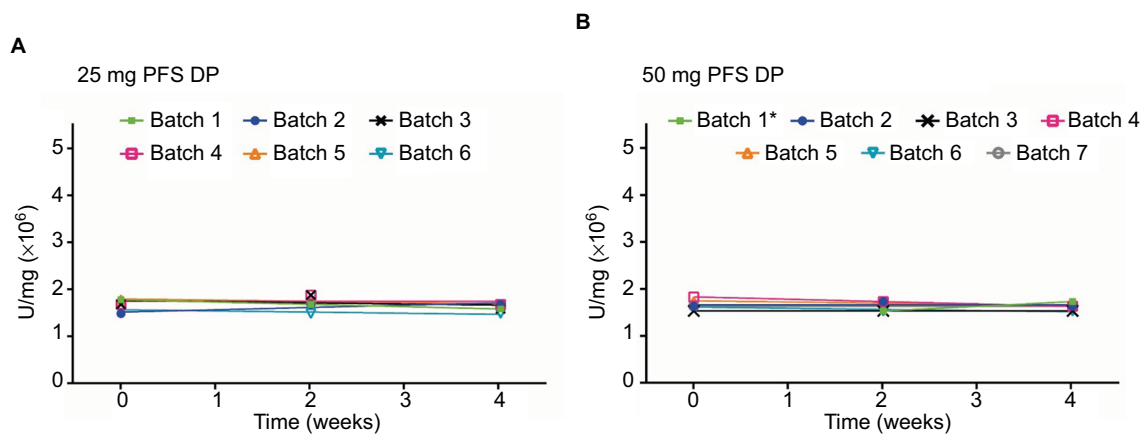 A
25 mg PFS DP
Batch 1 Batch 2 Batch 3
Batch 4 Batch 5 Batch 6
5
4
3
2
1
0
U/mg (×10⁶)
0 1 2 3 4
Time (weeks)
B
50 mg PFS DP
Batch 1* Batch 2 Batch 3 Batch 4
Batch 5 Batch 6 Batch 7
5
4
3
2
1
0
U/mg (×10⁶)
0 1 2 3 4
Time (weeks)